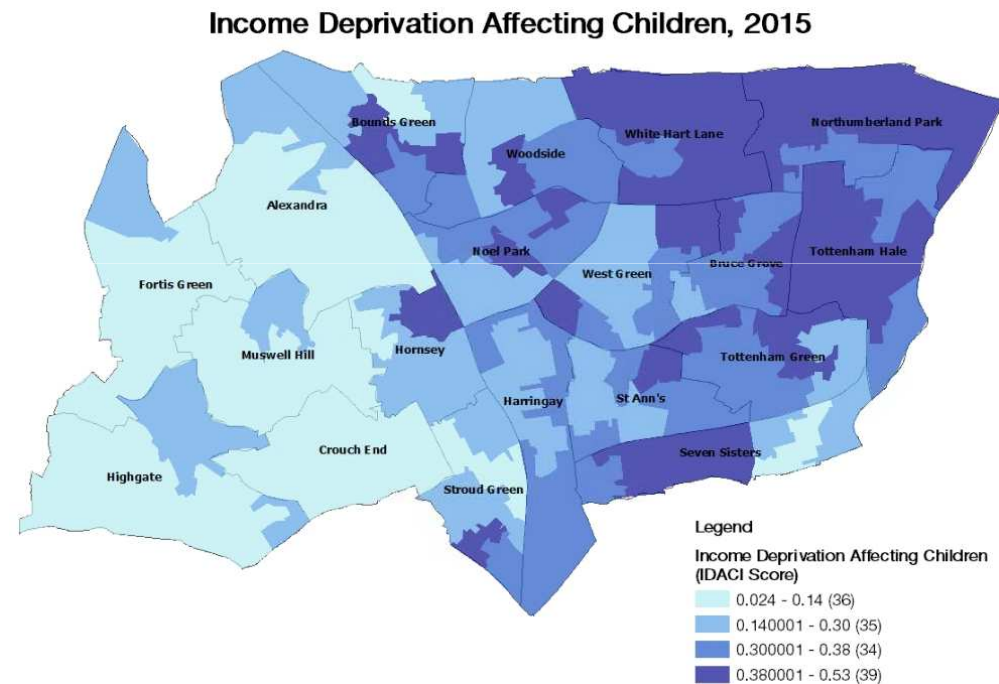 Income Deprivation Affecting Children, 2015
Bounds Green
White Hart Lane
Northumberland Park
Woodside
Alexandra
Noel Park
Tottenham Hale
Bruce Grove
West Green
Fortis Green
Muswell Hill
Hornsey
Tottenham Green
Harringay
St Ann's
Crouch End
Seven Sisters
Highgate
Stroud Green
Legend
Income Deprivation Affecting Children
(IDACI Score)
0.024 - 0.14 (36)
0.140001 - 0.30 (35)
0.300001 - 0.38 (34)
0.380001 - 0.53 (39)